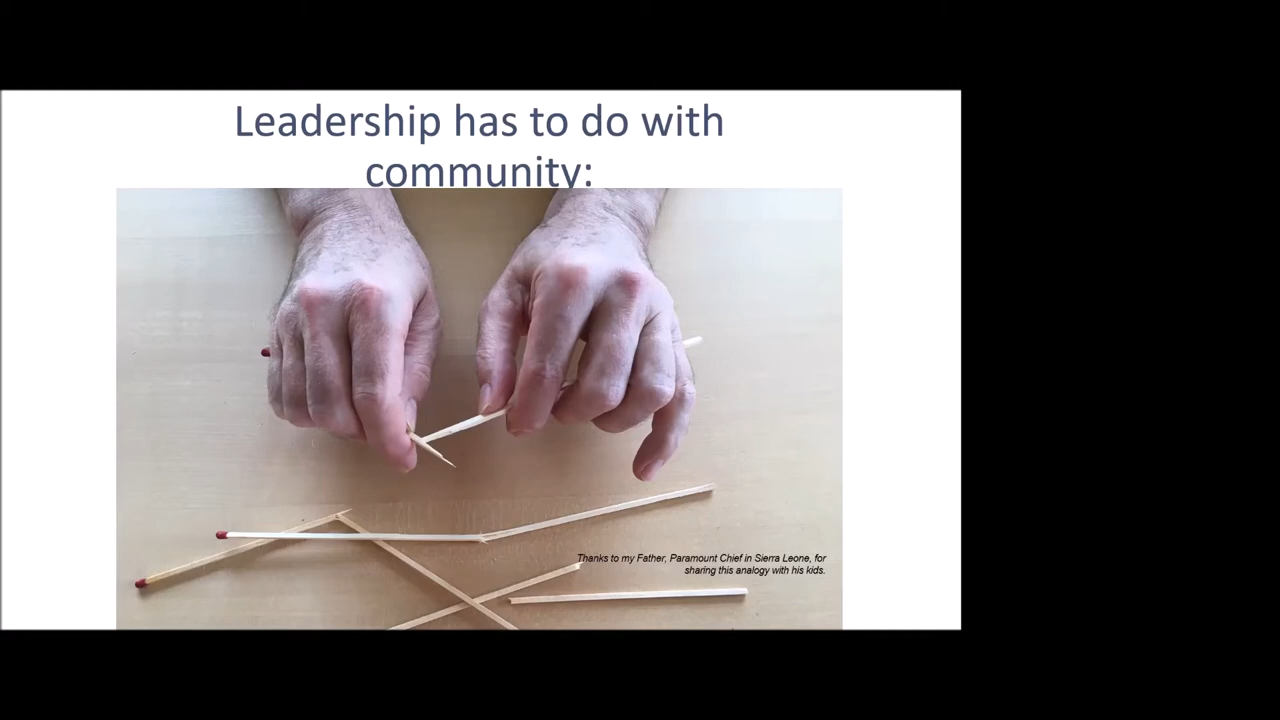 Leadership has to do with
community:
Thanks to my Father, Paramount Chief in Sierra Leone, for
sharing this analogy with his kids.